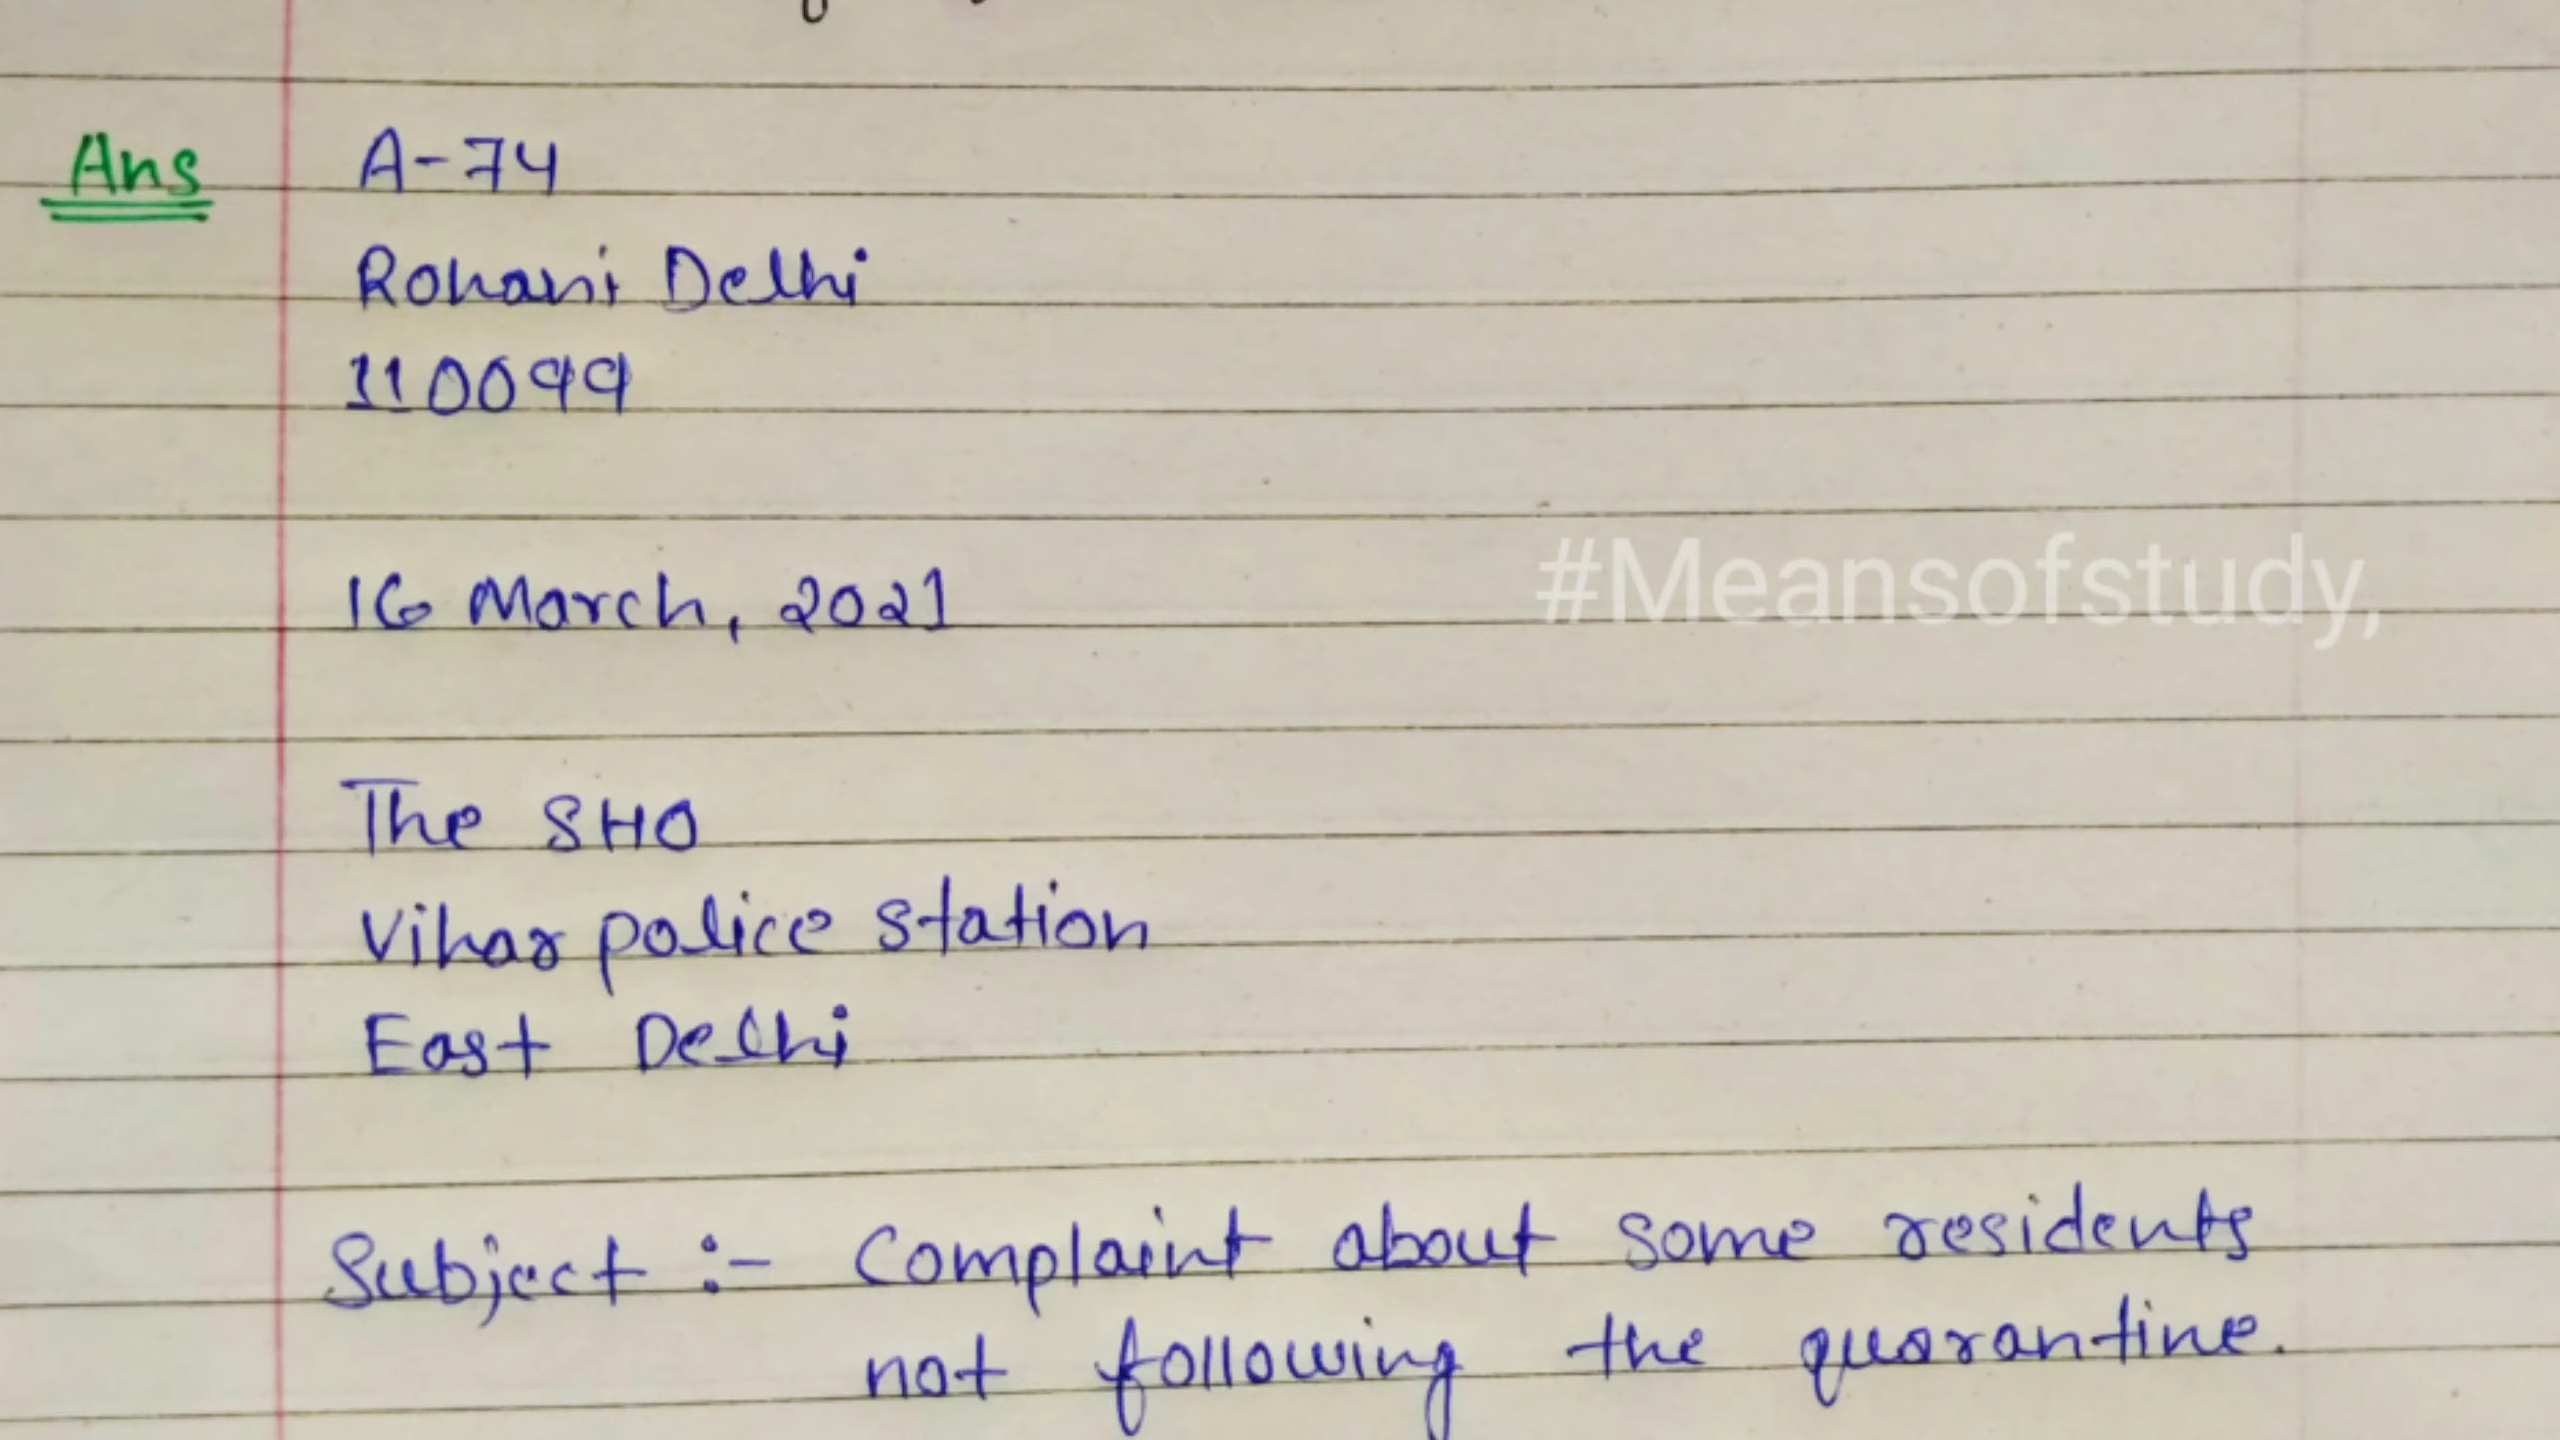 Ans A-74
Rohani Delhi
110099
16 March, 2021
#Meansofstudy,
The SHO
Vihar police station
East Delhi
Subject :- Complaint about some residents
not following the quarantine.